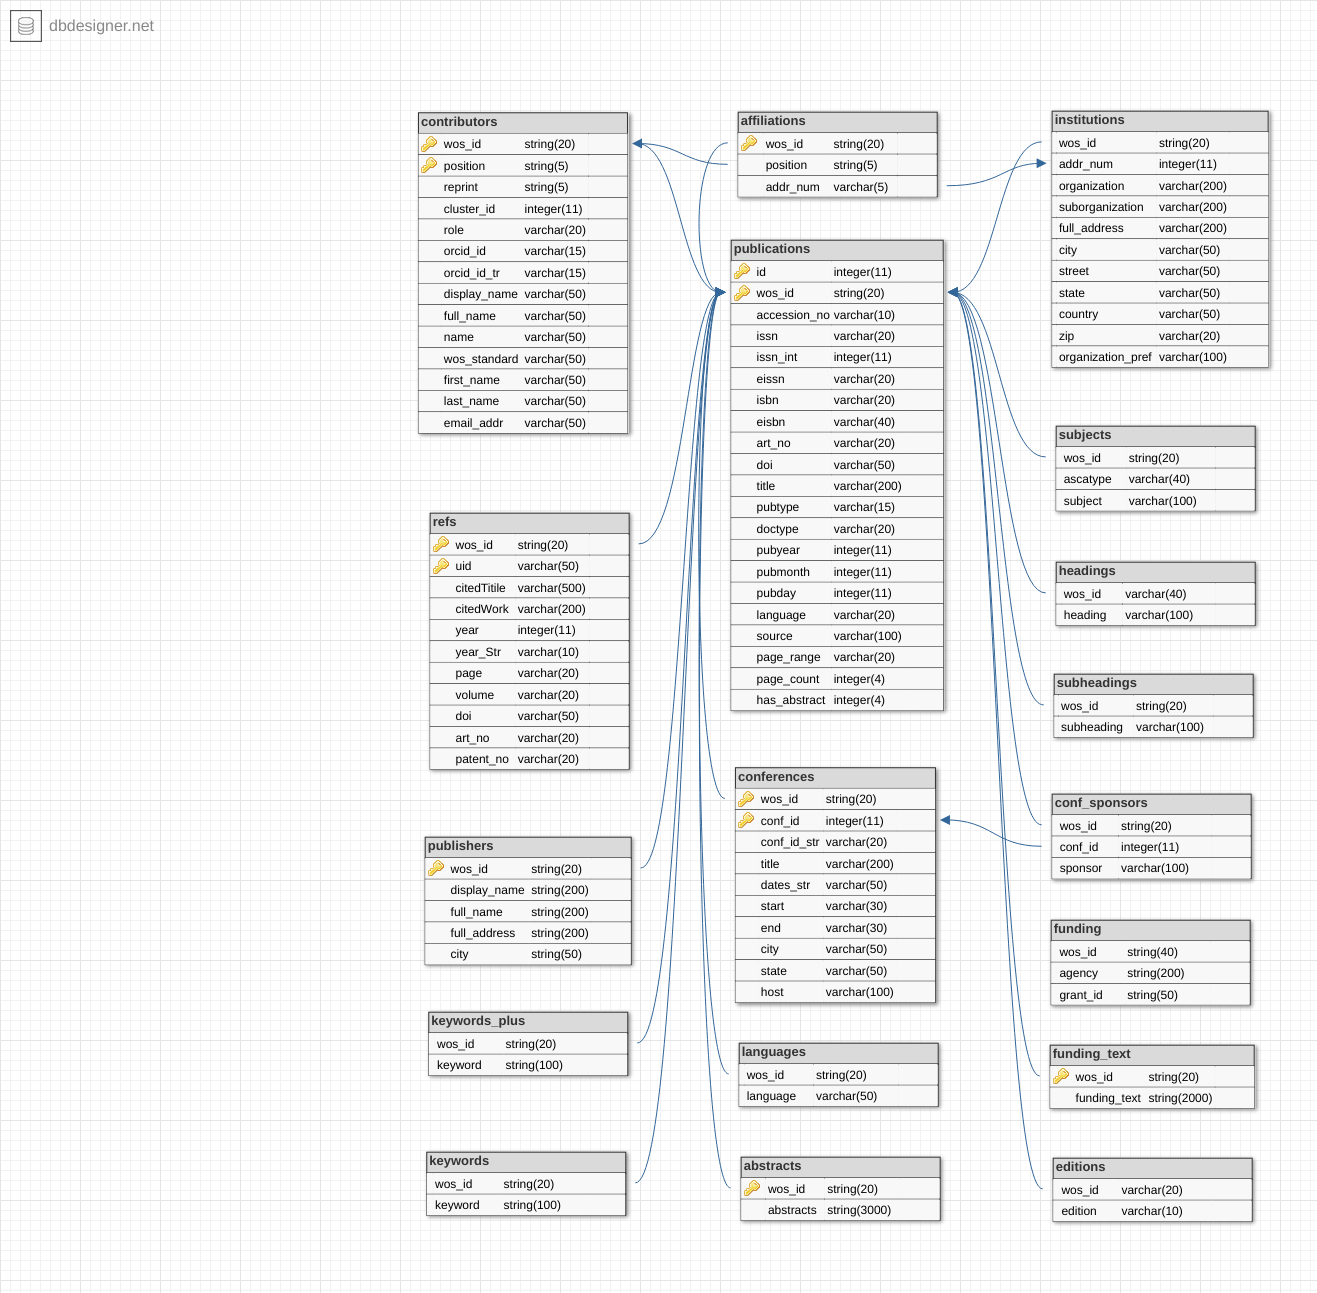 dbdesigner.net
contributors
wos_id string(20)
position string(5)
reprint string(5)
cluster_id integer(11)
role varchar(20)
orcid_id varchar(15)
orcid_id_tr varchar(15)
display_name varchar(50)
full_name varchar(50)
name varchar(50)
wos_standard varchar(50)
first_name varchar(50)
last_name varchar(50)
email_addr varchar(50)
refs
wos_id string(20)
uid varchar(50)
citedTitile varchar(500)
citedWork varchar(200)
year integer(11)
year_Str varchar(10)
page varchar(20)
volume varchar(20)
doi varchar(50)
art_no varchar(20)
patent_no varchar(20)
publishers
wos_id string(20)
display_name string(200)
full_name string(200)
full_address string(200)
city string(50)
keywords_plus
wos_id string(20)
keyword string(100)
keywords
wos_id string(20)
keyword string(100)
affiliations
wos_id string(20)
position string(5)
addr_num varchar(5)
publications
id integer(11)
wos_id string(20)
accession_no varchar(10)
issn varchar(20)
issn_int integer(11)
eissn varchar(20)
isbn varchar(20)
eisbn varchar(40)
art_no varchar(20)
doi varchar(50)
title varchar(200)
pubtype varchar(15)
doctype varchar(20)
pubyear integer(11)
pubmonth integer(11)
pubday integer(11)
language varchar(20)
source varchar(100)
page_range varchar(20)
page_count integer(4)
has_abstract integer(4)
conferences
wos_id string(20)
conf_id integer(11)
conf_id_str varchar(20)
title varchar(200)
dates_str varchar(50)
start varchar(30)
end varchar(30)
city varchar(50)
state varchar(50)
host varchar(100)
languages
wos_id string(20)
language varchar(50)
abstracts
wos_id string(20)
abstracts string(3000)
institutions
wos_id string(20)
addr_num integer(11)
organization varchar(200)
suborganization varchar(200)
full_address varchar(200)
city varchar(50)
street varchar(50)
state varchar(50)
country varchar(50)
zip varchar(20)
organization_pref varchar(100)
subjects
wos_id string(20)
ascatype varchar(40)
subject varchar(100)
headings
wos_id varchar(40)
heading varchar(100)
subheadings
wos_id string(20)
subheading varchar(100)
conf_sponsors
wos_id string(20)
conf_id integer(11)
sponsor varchar(100)
funding
wos_id string(40)
agency string(200)
grant_id string(50)
funding_text
wos_id string(20)
funding_text string(2000)
editions
wos_id varchar(20)
edition varchar(10)